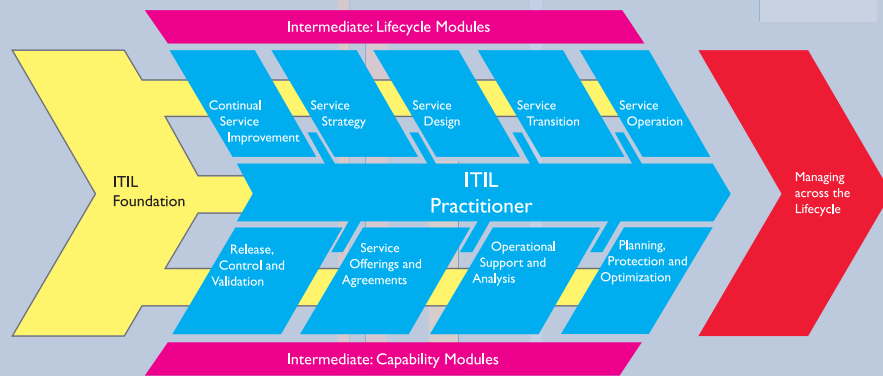 Intermediate: Lifecycle Modules
Continual
Service
Improvement
Service
Strategy
Service
Design
Service
Transition
Service
Operation
ITIL
Foundation
ITIL
Practitioner
Managing
across the
Lifecycle
Release,
Control and
Validation
Service
Offerings and
Agreements
Operational
Support and
Analysis
Planning,
Protection and
Optimization
Intermediate: Capability Modules